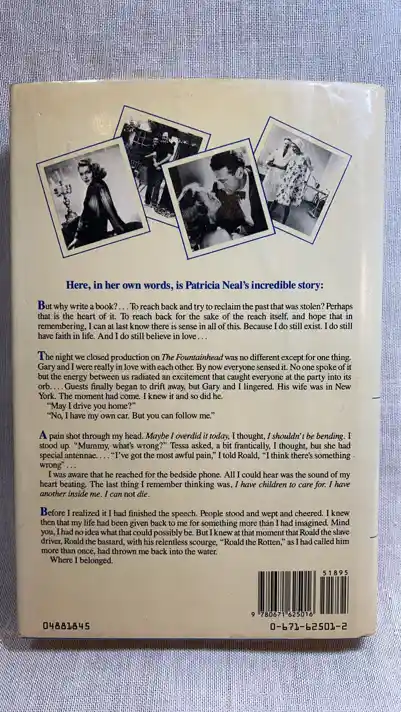 Here, in her own words, is Patricia Neal's incredible story:
But why write a book? . . . To reach back and try to reclaim the past that was stolen? Perhaps
that is the heart of it. To reach back for the sake of the reach itself, and hope that in
remembering, I can at last know there is sense in all of this. Because I do still exist. I do still
have faith in life. And I do still believe in love . . .
The night we closed production on The Fountainhead was no different except for one thing.
Gary and I were really in love with each other. By now everyone sensed it. No one spoke of it
but the energy between us radiated an excitement that caught everyone at the party into its
orb. . . . Guests finally began to drift away, but Gary and I lingered. His wife was in New
York. The moment had come. I knew it and so did he.
"May I drive you home?"
"No, I have my own car. But you can follow me."
A pain shot through my head. Maybe I overdid it today, I thought, I shouldn't be bending. I
stood up. "Mummy, what's wrong?" Tessa asked, a bit frantically, I thought, but she had
special antennae. . . . "I've got the most awful pain," I told Roald, "I think there's something
wrong" . . .
I was aware that he reached for the bedside phone. All I could hear was the sound of my
heart beating. The last thing I remember thinking was, I have children to care for. I have
another inside me. I can not die.
Before I realized it I had finished the speech. People stood and wept and cheered. I knew
then that my life had been given back to me for something more than I had imagined. Mind
you, I had no idea what that could possibly be. But I knew at that moment that Roald the slave
driver, Roald the bastard, with his relentless scourge, "Roald the Rotten," as I had called him
more than once, had thrown me back into the water.
Where I belonged.
51895
9 780671 625016
04881845
0-671-62501-2